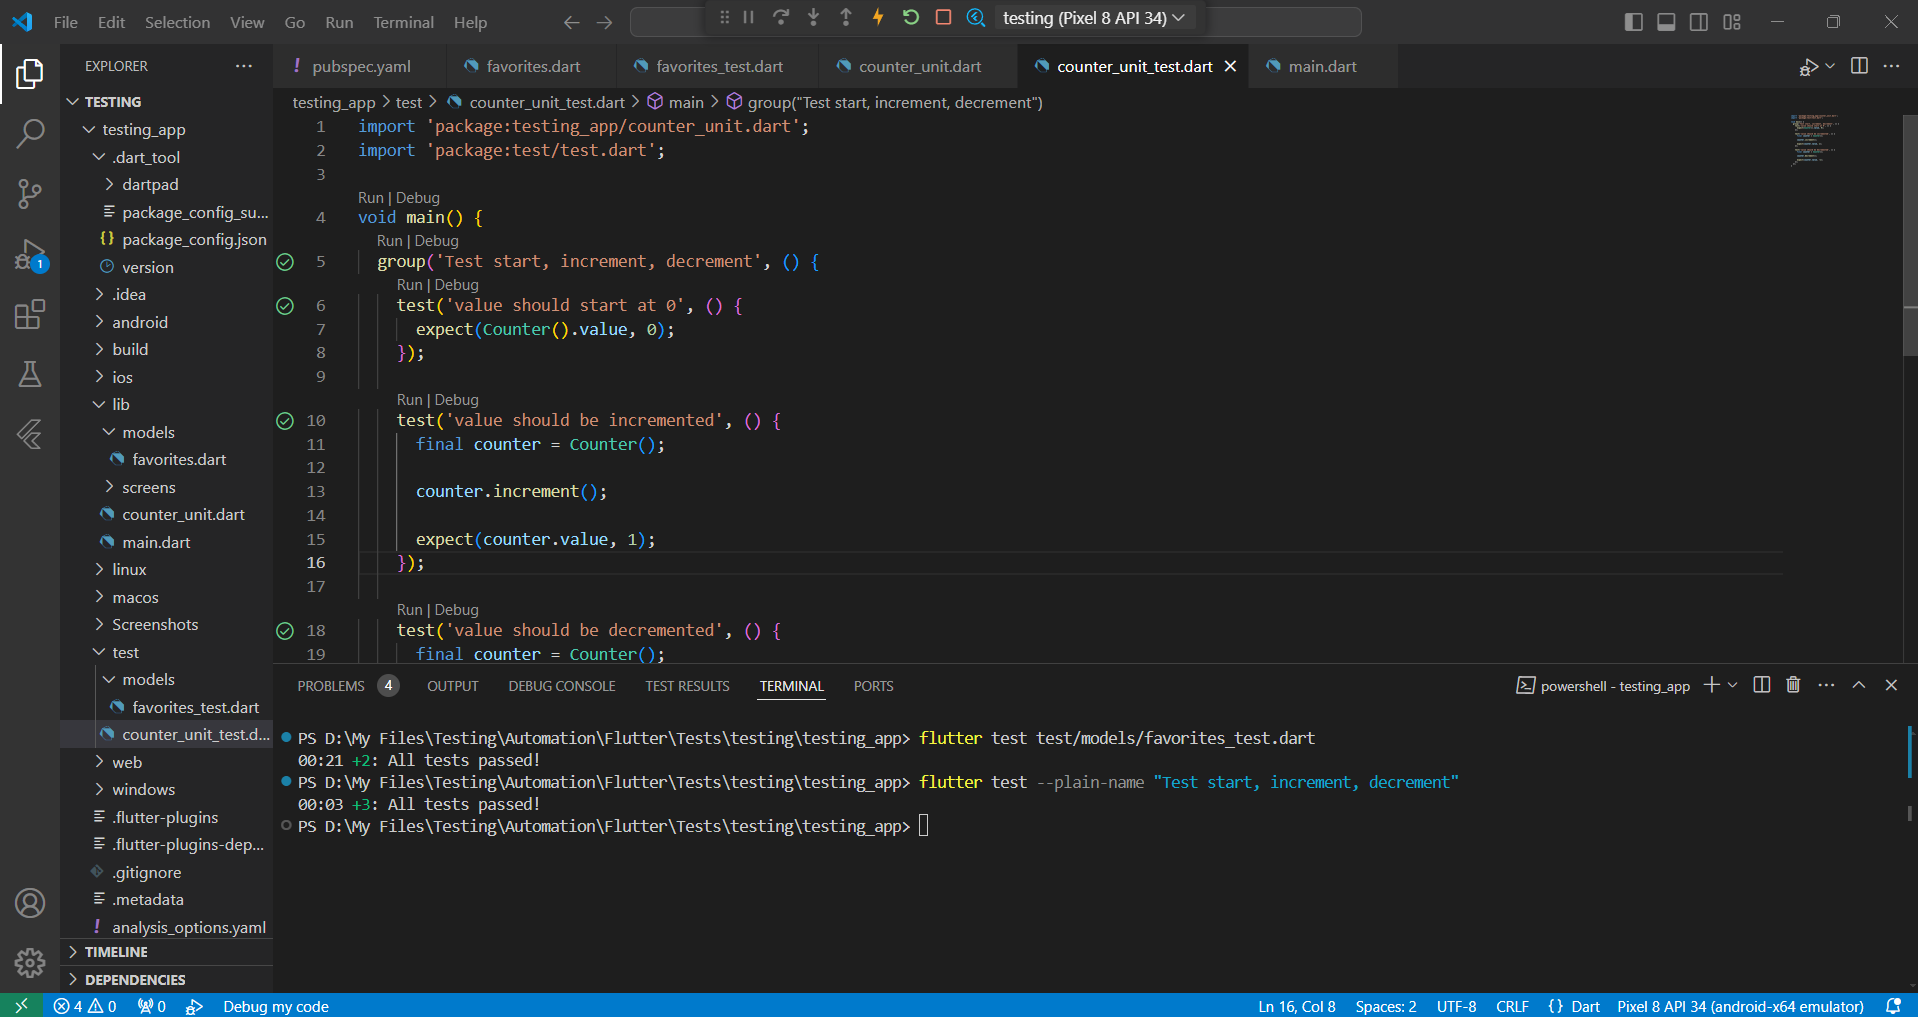 File Edit Selection View Go Run Terminal Help
testing (Pixel 8 API 34)
EXPLORER
TESTING
testing_app
.dart_tool
dartpad
package_config_su...
package_config.json
version
.idea
android
build
ios
lib
models
favorites.dart
screens
counter_unit.dart
main.dart
linux
macos
Screenshots
test
models
favorites_test.dart
counter_unit_test.d...
web
windows
.flutter-plugins
.flutter-plugins-dep...
.gitignore
.metadata
analysis_options.yaml
TIMELINE
DEPENDENCIES
1
pubspec.yaml favorites.dart favorites_test.dart counter_unit.dart counter_unit_test.dart main.dart
testing_app > test > counter_unit_test.dart > main > group("Test start, increment, decrement")
1 import 'package:testing_app/counter_unit.dart';
2 import 'package:test/test.dart';
3
Run | Debug
4 void main() {
Run | Debug
5 group('Test start, increment, decrement', () {
Run | Debug
6 test('value should start at 0', () {
7 expect(Counter().value, 0);
8 });
9
Run | Debug
10 test('value should be incremented', () {
11 final counter = Counter();
12
13 counter.increment();
14
15 expect(counter.value, 1);
16 });
17
Run | Debug
18 test('value should be decremented', () {
19 final counter = Counter();
PROBLEMS 4 OUTPUT DEBUG CONSOLE TEST RESULTS TERMINAL PORTS
powershell - testing_app
PS D:\My Files\Testing\Automation\Flutter\Tests\testing\testing_app> flutter test test/models/favorites_test.dart
00:21 +2: All tests passed!
PS D:\My Files\Testing\Automation\Flutter\Tests\testing\testing_app> flutter test --plain-name "Test start, increment, decrement"
00:03 +3: All tests passed!
PS D:\My Files\Testing\Automation\Flutter\Tests\testing\testing_app>
4 0 0 Debug my code
Ln 16, Col 8 Spaces: 2 UTF-8 CRLF {} Dart Pixel 8 API 34 (android-x64 emulator)